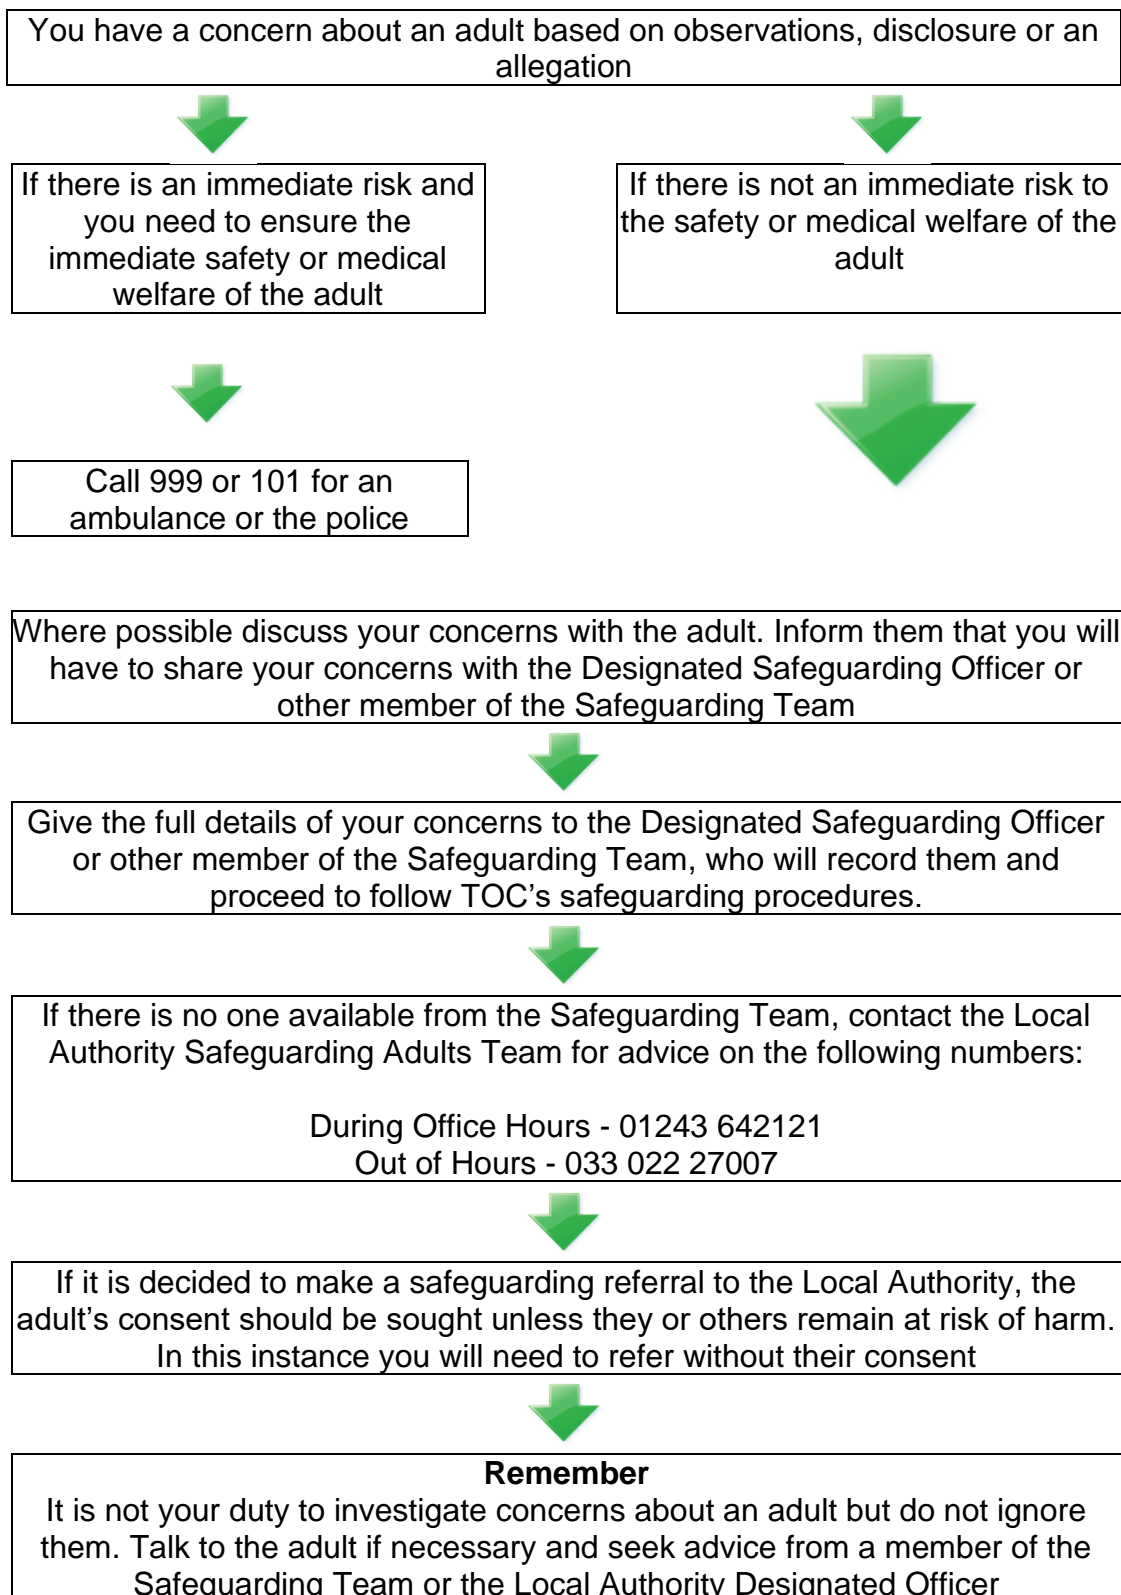 You have a concern about an adult based on observations, disclosure or an
allegation
If there is an immediate risk and
you need to ensure the
immediate safety or medical
welfare of the adult
If there is not an immediate risk to
the safety or medical welfare of the
adult
Call 999 or 101 for an
ambulance or the police
Where possible discuss your concerns with the adult. Inform them that you will
have to share your concerns with the Designated Safeguarding Officer or
other member of the Safeguarding Team
Give the full details of your concerns to the Designated Safeguarding Officer
or other member of the Safeguarding Team, who will record them and
proceed to follow TOC’s safeguarding procedures.
If there is no one available from the Safeguarding Team, contact the Local
Authority Safeguarding Adults Team for advice on the following numbers:
During Office Hours - 01243 642121
Out of Hours - 033 022 27007
If it is decided to make a safeguarding referral to the Local Authority, the
adult’s consent should be sought unless they or others remain at risk of harm.
In this instance you will need to refer without their consent
Remember
It is not your duty to investigate concerns about an adult but do not ignore
them. Talk to the adult if necessary and seek advice from a member of the
Safeguarding Team or the Local Authority Designated Officer